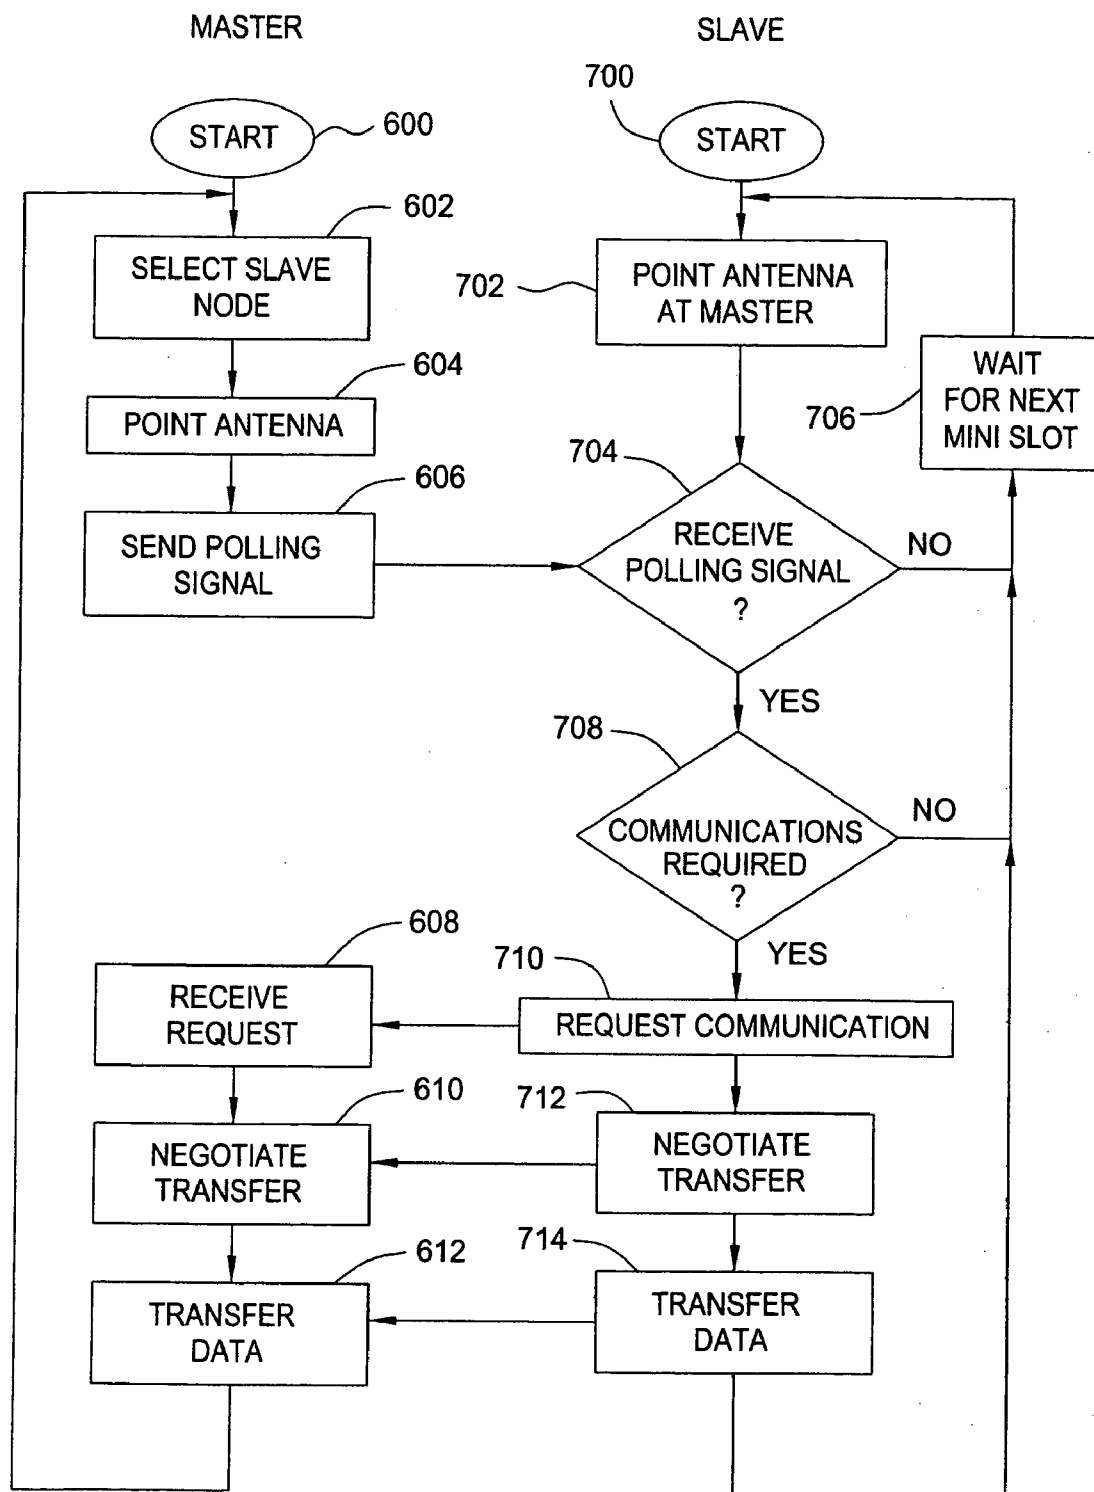 MASTER
SLAVE
START
600
700
START
602
SELECT SLAVE
NODE
702
POINT ANTENNA
AT MASTER
604
POINT ANTENNA
706
WAIT
FOR NEXT
MINI SLOT
606
SEND POLLING
SIGNAL
704
RECEIVE
POLLING SIGNAL
?
NO
YES
708
COMMUNICATIONS
REQUIRED
?
NO
YES
608
RECEIVE
REQUEST
710
REQUEST COMMUNICATION
610
NEGOTIATE
TRANSFER
712
NEGOTIATE
TRANSFER
612
TRANSFER
DATA
714
TRANSFER
DATA